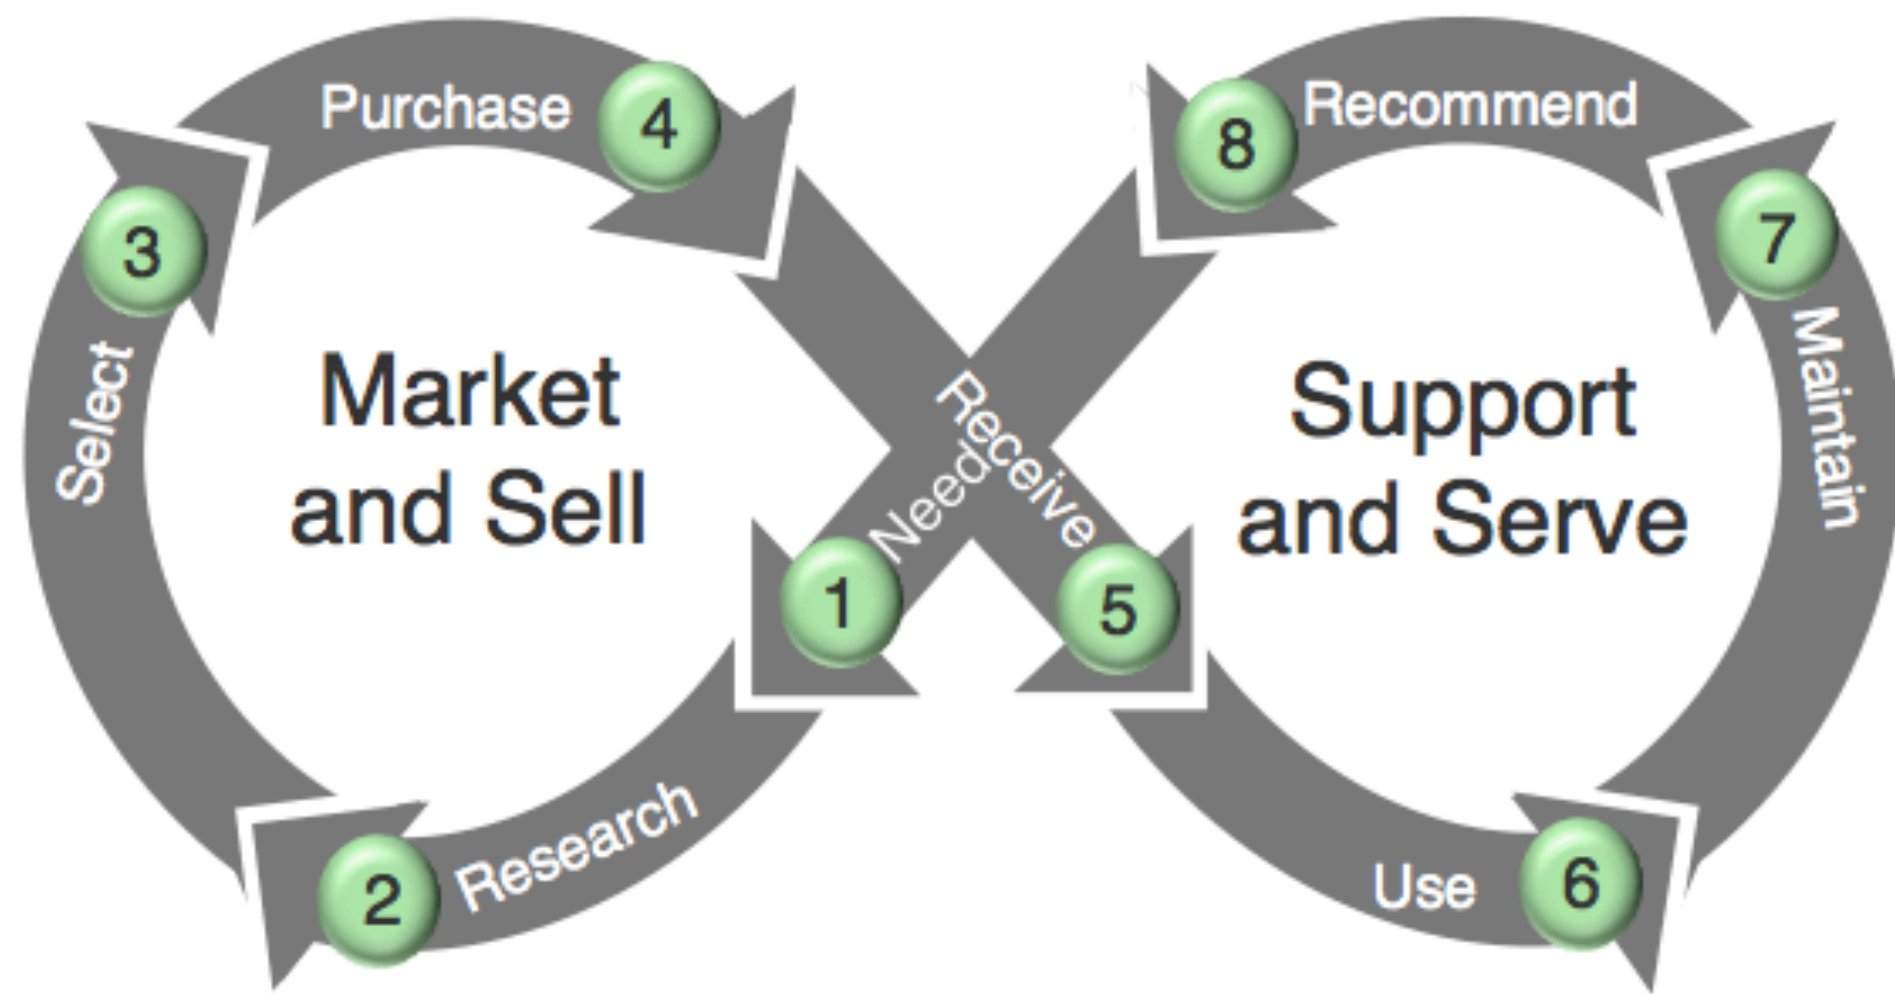 Market
and Sell
Support
and Serve
1 Need
2 Research
3 Select
Purchase 4
Receive 5
Use 6
7 Maintain
8 Recommend